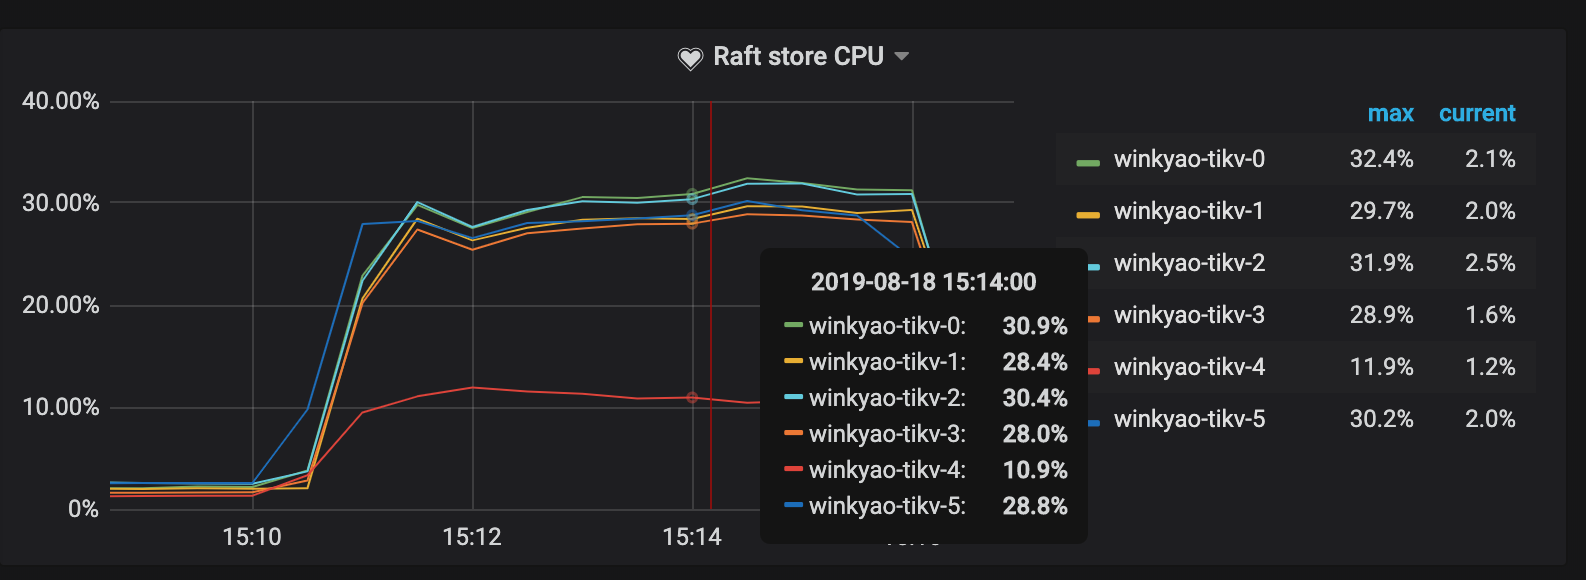 Raft store CPU
40.00%
30.00%
20.00%
10.00%
0%
15:10
15:12
15:14
max current
winkyao-tikv-0 32.4% 2.1%
winkyao-tikv-1 29.7% 2.0%
winkyao-tikv-2 31.9% 2.5%
winkyao-tikv-3 28.9% 1.6%
winkyao-tikv-4 11.9% 1.2%
winkyao-tikv-5 30.2% 2.0%
2019-08-18 15:14:00
winkyao-tikv-0: 30.9%
winkyao-tikv-1: 28.4%
winkyao-tikv-2: 30.4%
winkyao-tikv-3: 28.0%
winkyao-tikv-4: 10.9%
winkyao-tikv-5: 28.8%